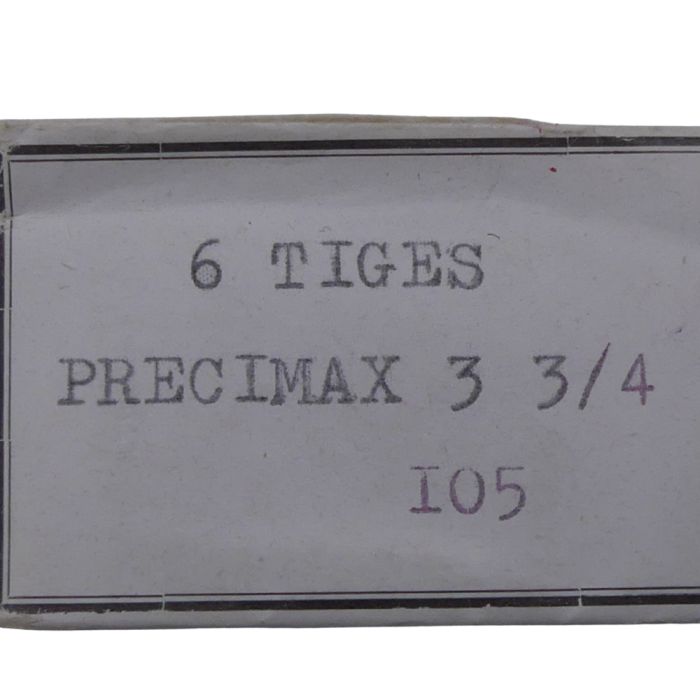 6 TIGES
PRECIMAX 3 3/4
I05